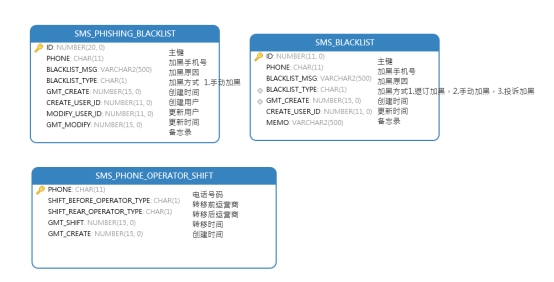 SMS_PHISHING_BLACKLIST
ID: NUMBER(20, 0)
PHONE: CHAR(11)
BLACKLIST_MSG: VARCHAR2(500)
BLACKLIST_TYPE: CHAR(1)
GMT_CREATE: NUMBER(15, 0)
CREATE_USER_ID: NUMBER(11, 0)
MODIFY_USER_ID: NUMBER(11, 0)
GMT_MODIFY: NUMBER(15, 0)
主键
加黑手机号
加黑原因
加黑方式 1.手动加黑
创建时间
创建用户
更新用户
更新时间
备忘录
SMS_BLACKLIST
ID: NUMBER(11, 0)
PHONE: CHAR(11)
BLACKLIST_MSG: VARCHAR2(500)
BLACKLIST_TYPE: CHAR(1)
GMT_CREATE: NUMBER(15, 0)
CREATE_USER_ID: NUMBER(11, 0)
MEMO: VARCHAR2(500)
主键
加黑手机号
加黑原因
加黑方式1.退订加黑，2.手动加黑，3.投诉加黑
创建时间
更新时间
备忘录
SMS_PHONE_OPERATOR_SHIFT
PHONE: CHAR(11)
SHIFT_BEFORE_OPERATOR_TYPE: CHAR(1)
SHIFT_REAR_OPERATOR_TYPE: CHAR(1)
GMT_SHIFT: NUMBER(15, 0)
GMT_CREATE: NUMBER(15, 0)
电话号码
转移前运营商
转移后运营商
转移时间
创建时间